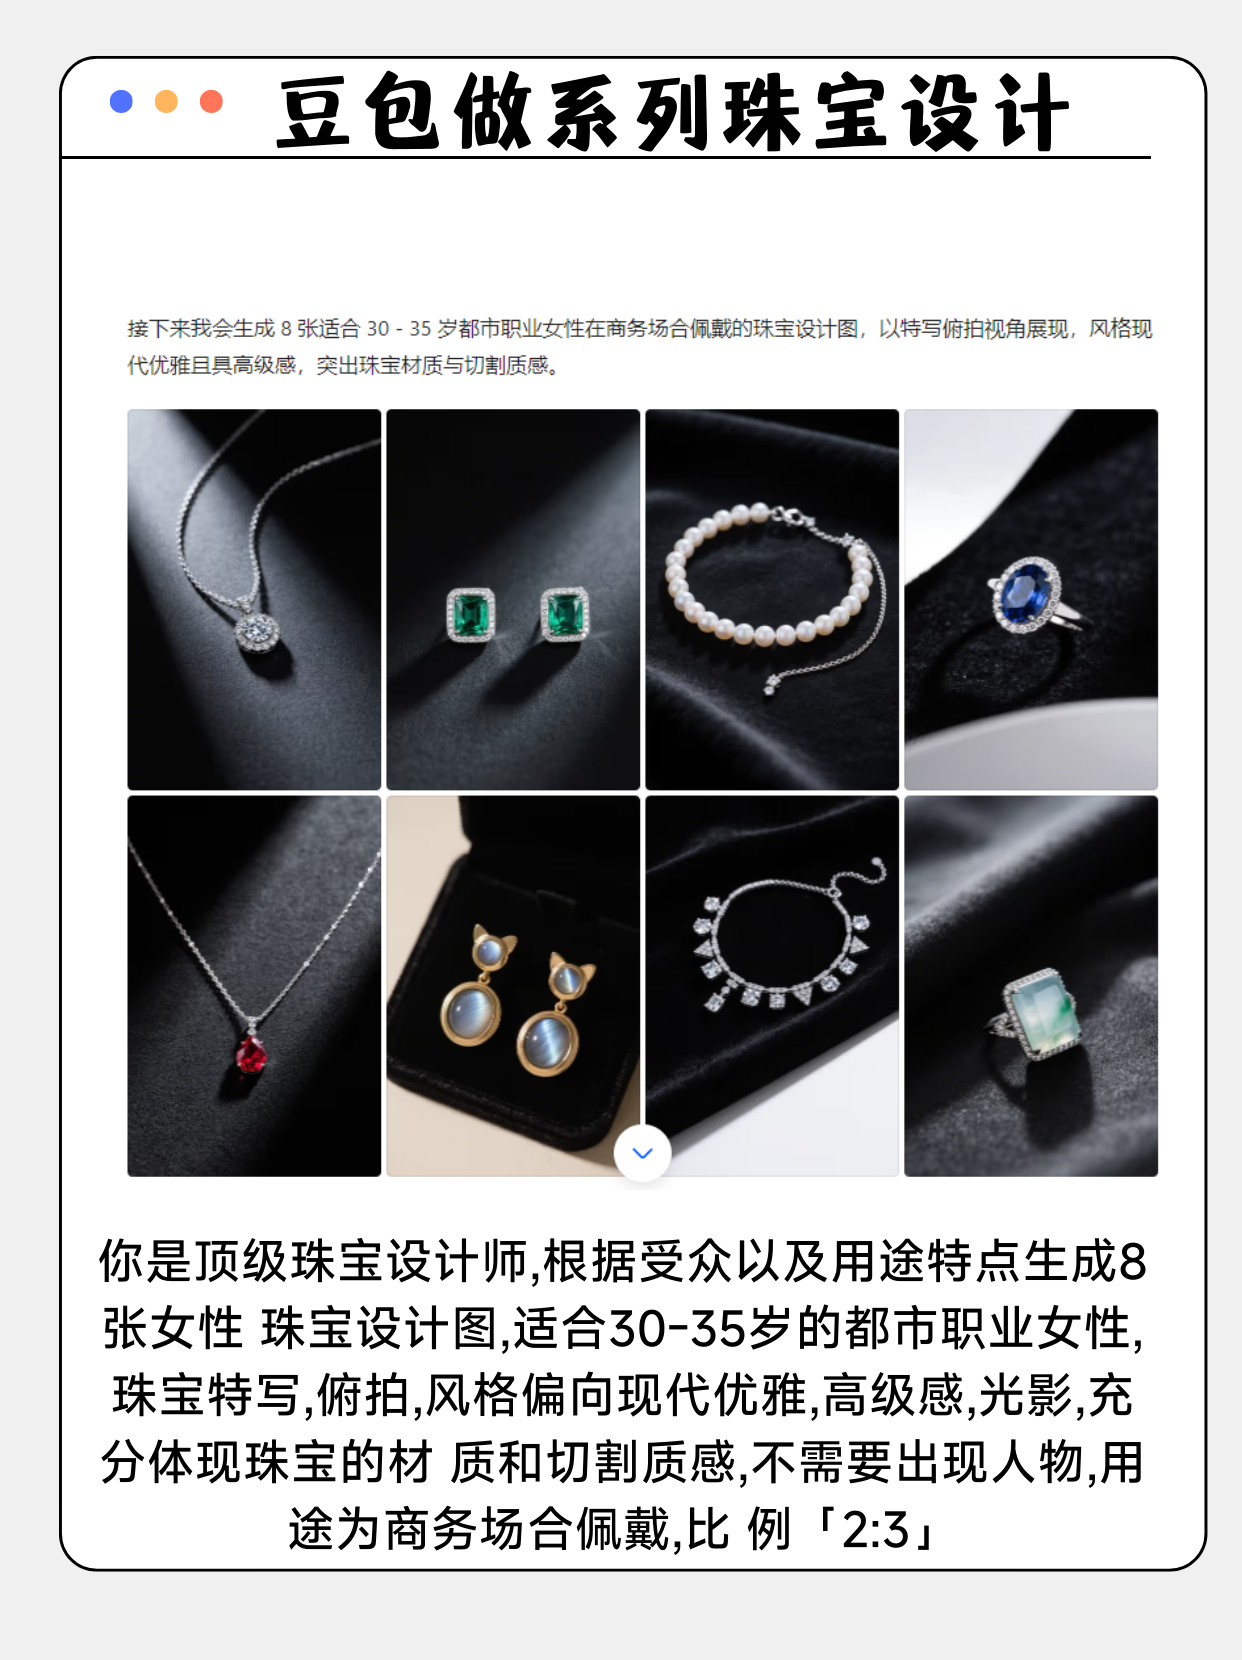 豆包做系列珠宝设计
接下来我会生成 8 张适合 30 - 35 岁都市职业女性在商务场合佩戴的珠宝设计图，以特写俯拍视角展现，风格现
代优雅且具高级感，突出珠宝材质与切割质感。
你是顶级珠宝设计师,根据受众以及用途特点生成8
张女性 珠宝设计图,适合30-35岁的都市职业女性,
珠宝特写,俯拍,风格偏向现代优雅,高级感,光影,充
分体现珠宝的材 质和切割质感,不需要出现人物,用
途为商务场合佩戴,比 例「2:3」